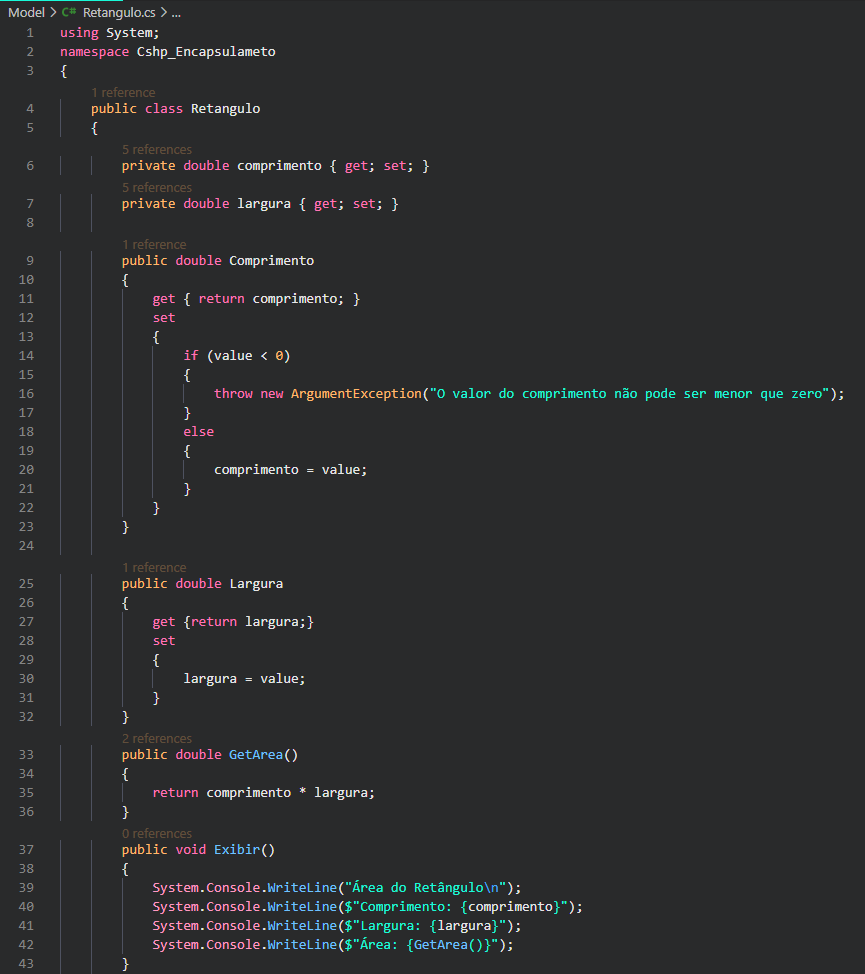 Model > C# Retangulo.cs > ...
1 using System;
2 namespace Cshp_Encapsulameto
3 {
1 reference
4 public class Retangulo
5 {
5 references
6 private double comprimento { get; set; }
5 references
7 private double largura { get; set; }
8
1 reference
9 public double Comprimento
10 {
11 get { return comprimento; }
12 set
13 {
14 if (value < 0)
15 {
16 throw new ArgumentException("O valor do comprimento não pode ser menor que zero");
17 }
18 else
19 {
20 comprimento = value;
21 }
22 }
23 }
24
1 reference
25 public double Largura
26 {
27 get {return largura;}
28 set
29 {
30 largura = value;
31 }
32 }
2 references
33 public double GetArea()
34 {
35 return comprimento * largura;
36 }
0 references
37 public void Exibir()
38 {
39 System.Console.WriteLine("Área do Retângulo\n");
40 System.Console.WriteLine($"Comprimento: {comprimento}");
41 System.Console.WriteLine($"Largura: {largura}");
42 System.Console.WriteLine($"Área: {GetArea()}");
43 }